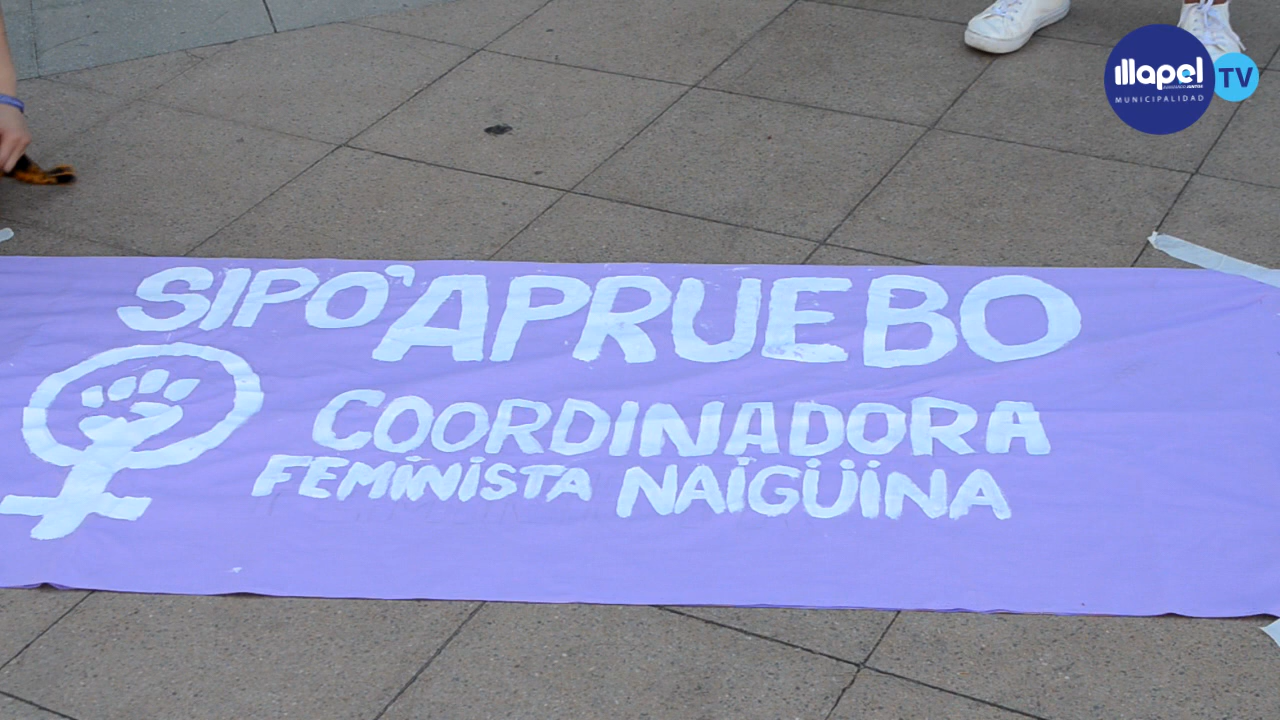 SIPO' APRUEBO
COORDINADORA
FEMINISTA NAIGÜINA
illapel TV
MUNICIPALIDAD